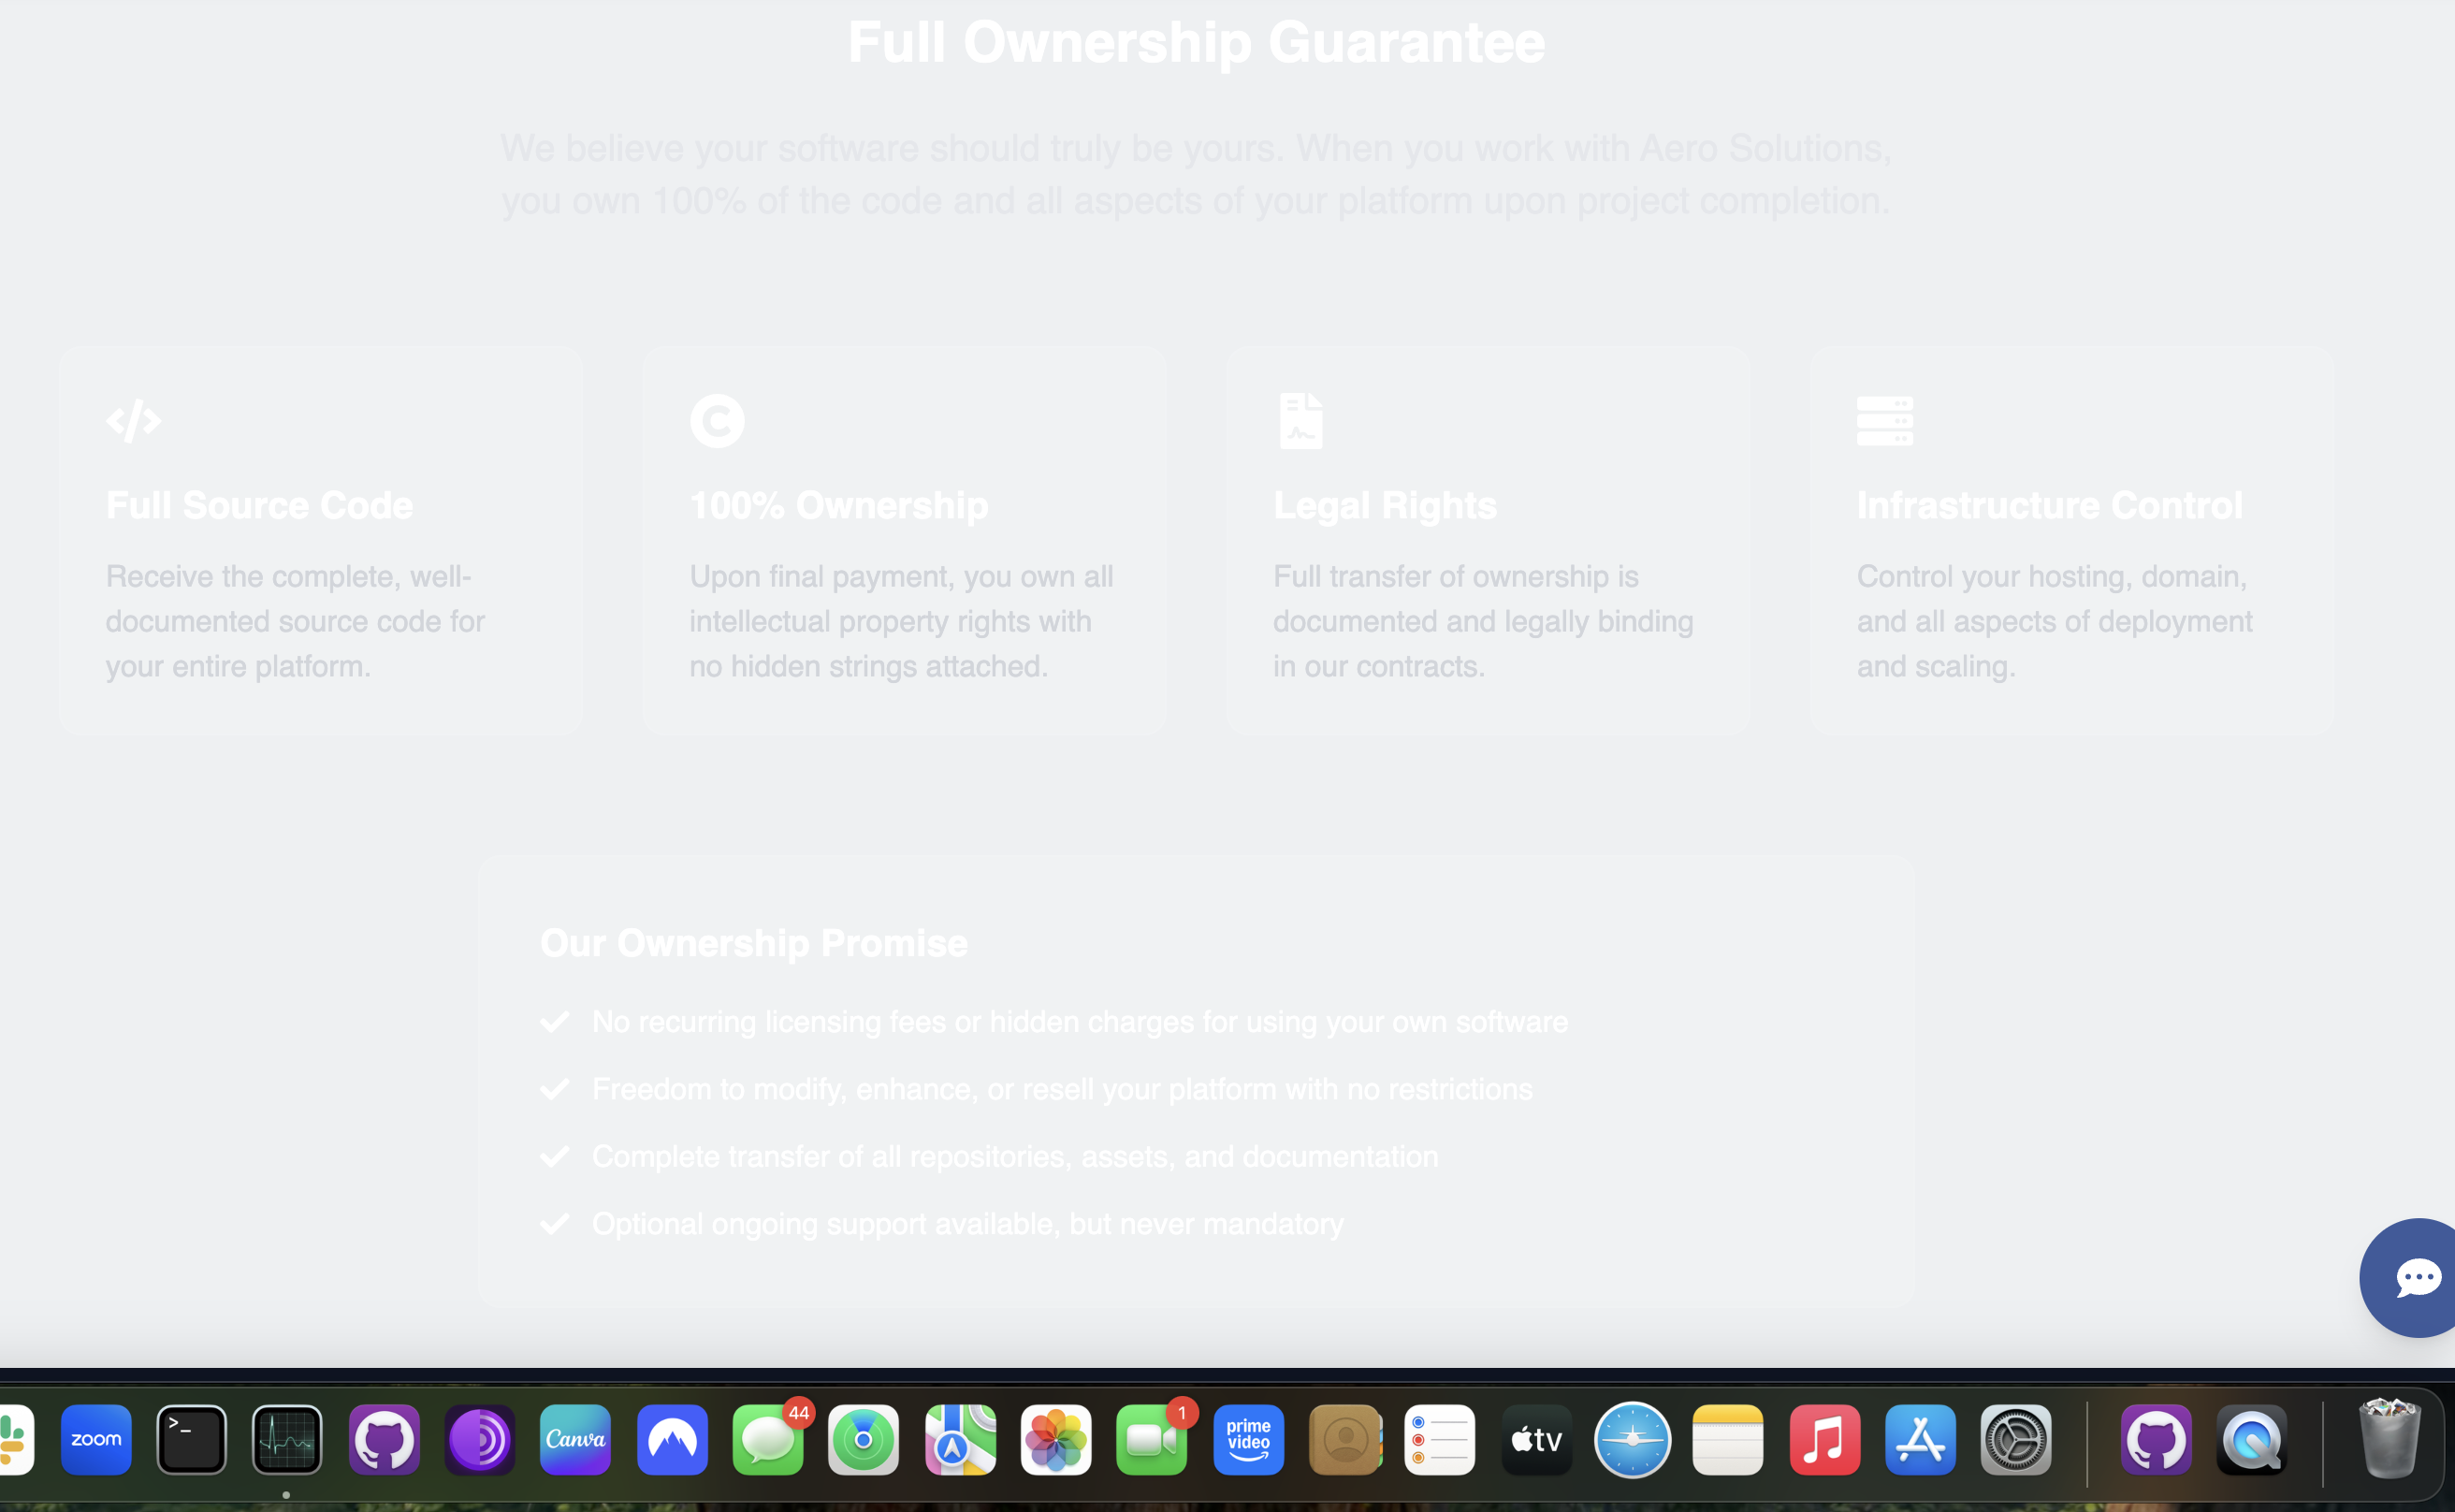 Full Ownership Guarantee
We believe your software should truly be yours. When you work with Aero Solutions,
you own 100% of the code and all aspects of your platform upon project completion.
Full Source Code
Receive the complete, well-
documented source code for
your entire platform.
100% Ownership
Upon final payment, you own all
intellectual property rights with
no hidden strings attached.
Legal Rights
Full transfer of ownership is
documented and legally binding
in our contracts.
Infrastructure Control
Control your hosting, domain,
and all aspects of deployment
and scaling.
Our Ownership Promise
No recurring licensing fees or hidden charges for using your own software
Freedom to modify, enhance, or resell your platform with no restrictions
Complete transfer of all repositories, assets, and documentation
Optional ongoing support available, but never mandatory
zoom
>_
Canva
44
1
prime
video
tv